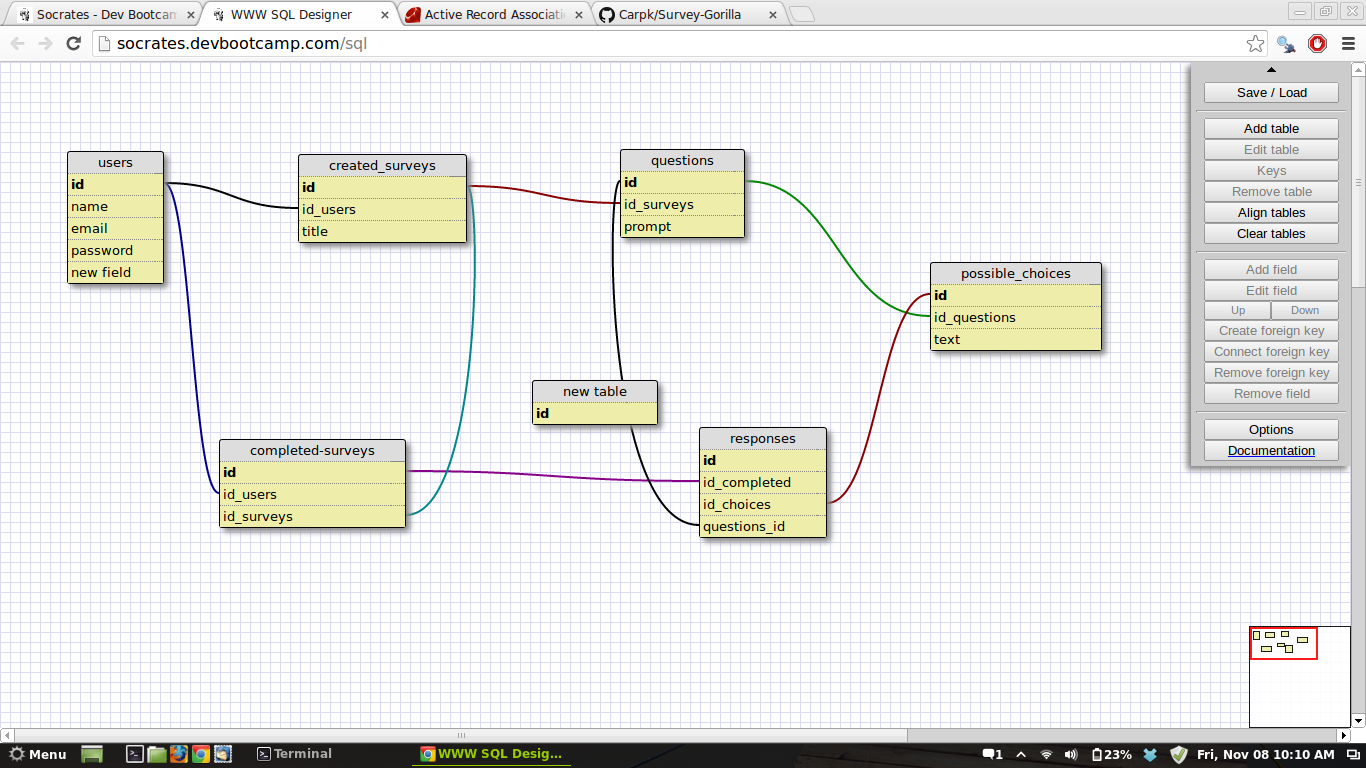 Socrates - Dev Bootcam
WWW SQL Designer
Active Record Associati
Carpk/Survey-Gorilla
socrates.devbootcamp.com/sql
users
id
name
email
password
new field
created_surveys
id
id_users
title
questions
id
id_surveys
prompt
possible_choices
id
id_questions
text
new table
id
completed-surveys
id
id_users
id_surveys
responses
id
id_completed
id_choices
questions_id
Save / Load
Add table
Edit table
Keys
Remove table
Align tables
Clear tables
Add field
Edit field
Up Down
Create foreign key
Connect foreign key
Remove foreign key
Remove field
Options
Documentation
Menu
Terminal
WWW SQL Desig...
1
23%
Fri, Nov 08 10:10 AM